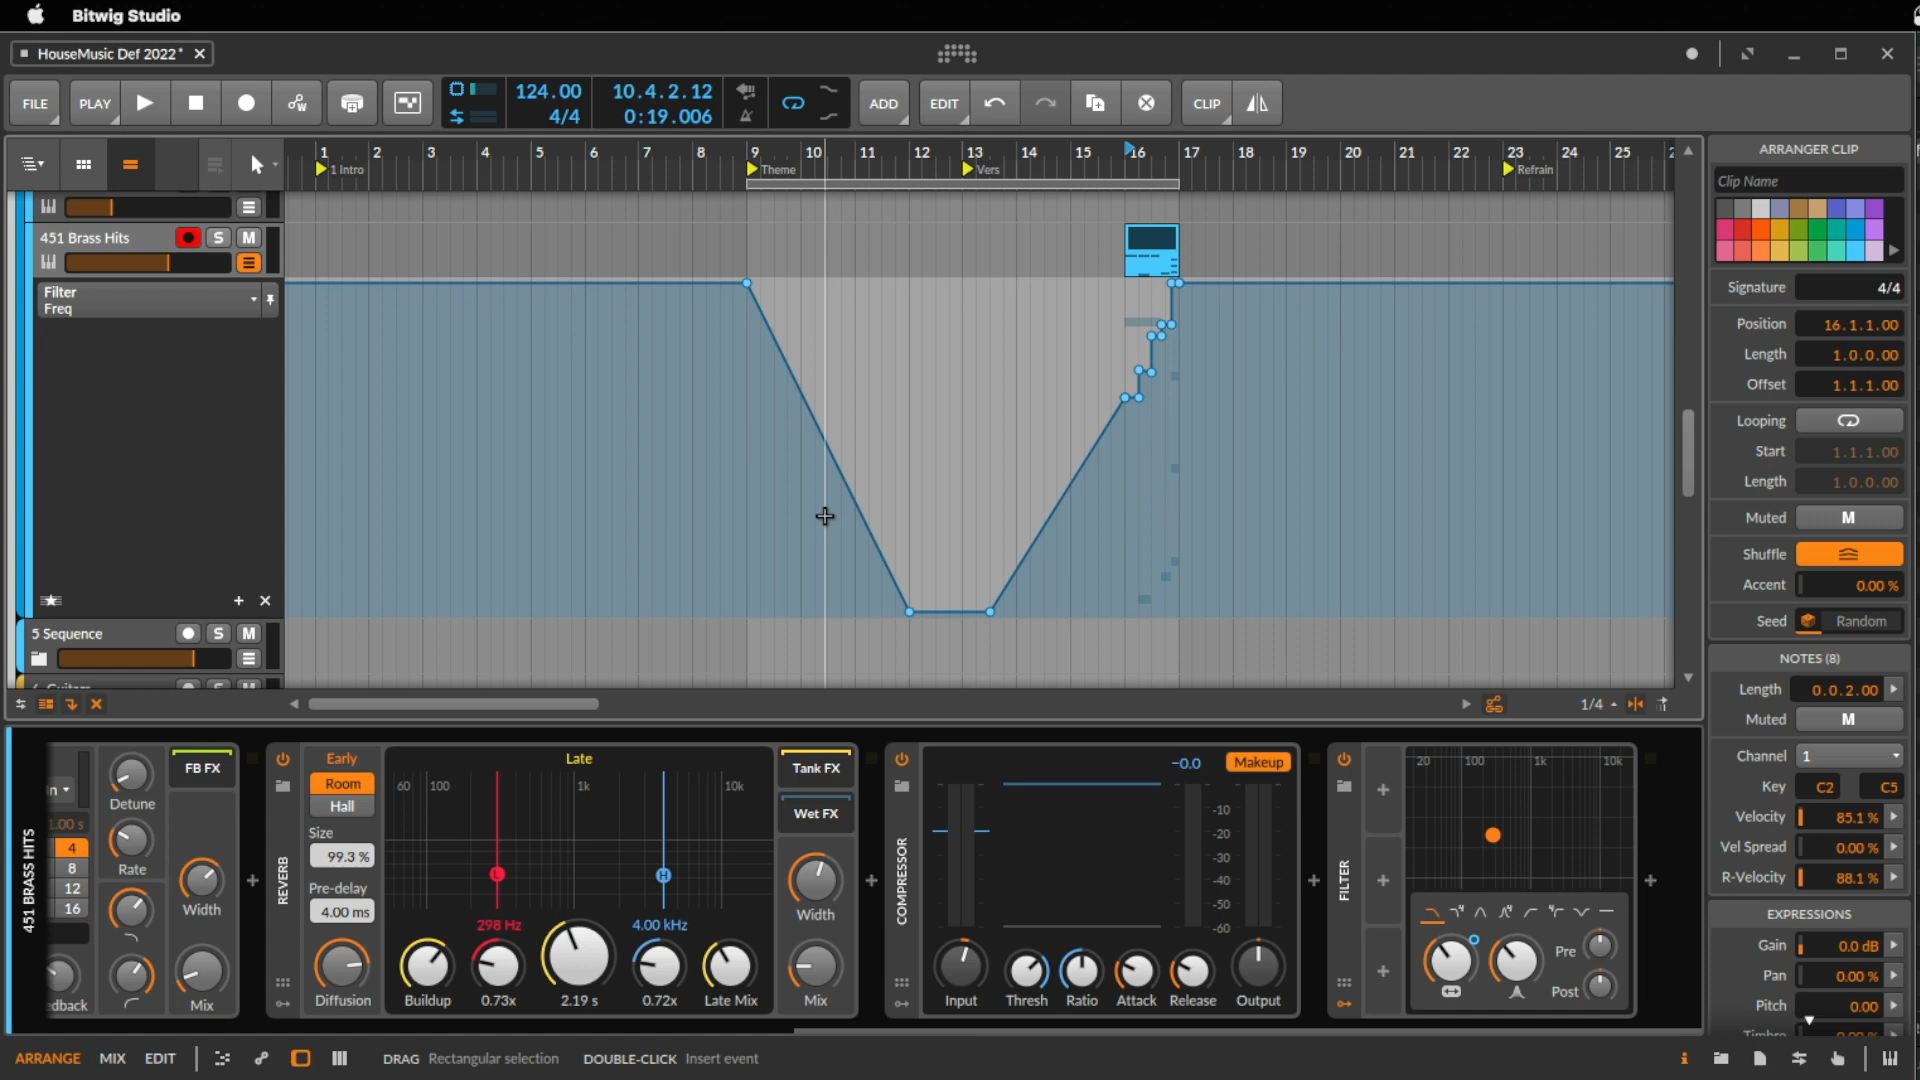 Bitwig Studio
HouseMusic Def 2022*
FILE PLAY 124.00 4/4 10.4.2.12 0:19.006 ADD EDIT CLIP
1 2 3 4 5 6 7 8 9 10 11 12 13 14 15 16 17 18 19 20 21 22 23 24 25
1 Intro Theme Vers Refrain
451 Brass Hits S M
Filter
Freq
5 Sequence S M
1/4
ARRANGER CLIP
Clip Name
Signature 4/4
Position 16.1.1.00
Length 1.0.0.00
Offset 1.1.1.00
Looping
Start 1.1.1.00
Length 1.0.0.00
Muted M
Shuffle
Accent 0.00 %
Seed Random
NOTES (8)
Length 0.0.2.00
Muted M
Channel 1
Key C2 C5
Velocity 85.1 %
Vel Spread 0.00 %
R-Velocity 88.1 %
EXPRESSIONS
Gain 0.0 dB
Pan 0.00 %
Pitch 0.00
451 BRASS HITS
4
8
12
16
Detune
Rate
FB FX
Width
Mix
REVERB
Early
Room
Hall
Size
99.3 %
Pre-delay
4.00 ms
Diffusion
Late
60 100 1k 10k
L H
298 Hz 4.00 kHz
Buildup 0.73x 2.19 s 0.72x Late Mix
Tank FX
Wet FX
Width
Mix
COMPRESSOR
-0.0 Makeup
-10
-20
-30
-40
-50
-60
Input Thresh Ratio Attack Release Output
FILTER
20 100 1k 10k
Pre
Post
ARRANGE MIX EDIT DRAG Rectangular selection DOUBLE-CLICK Insert event